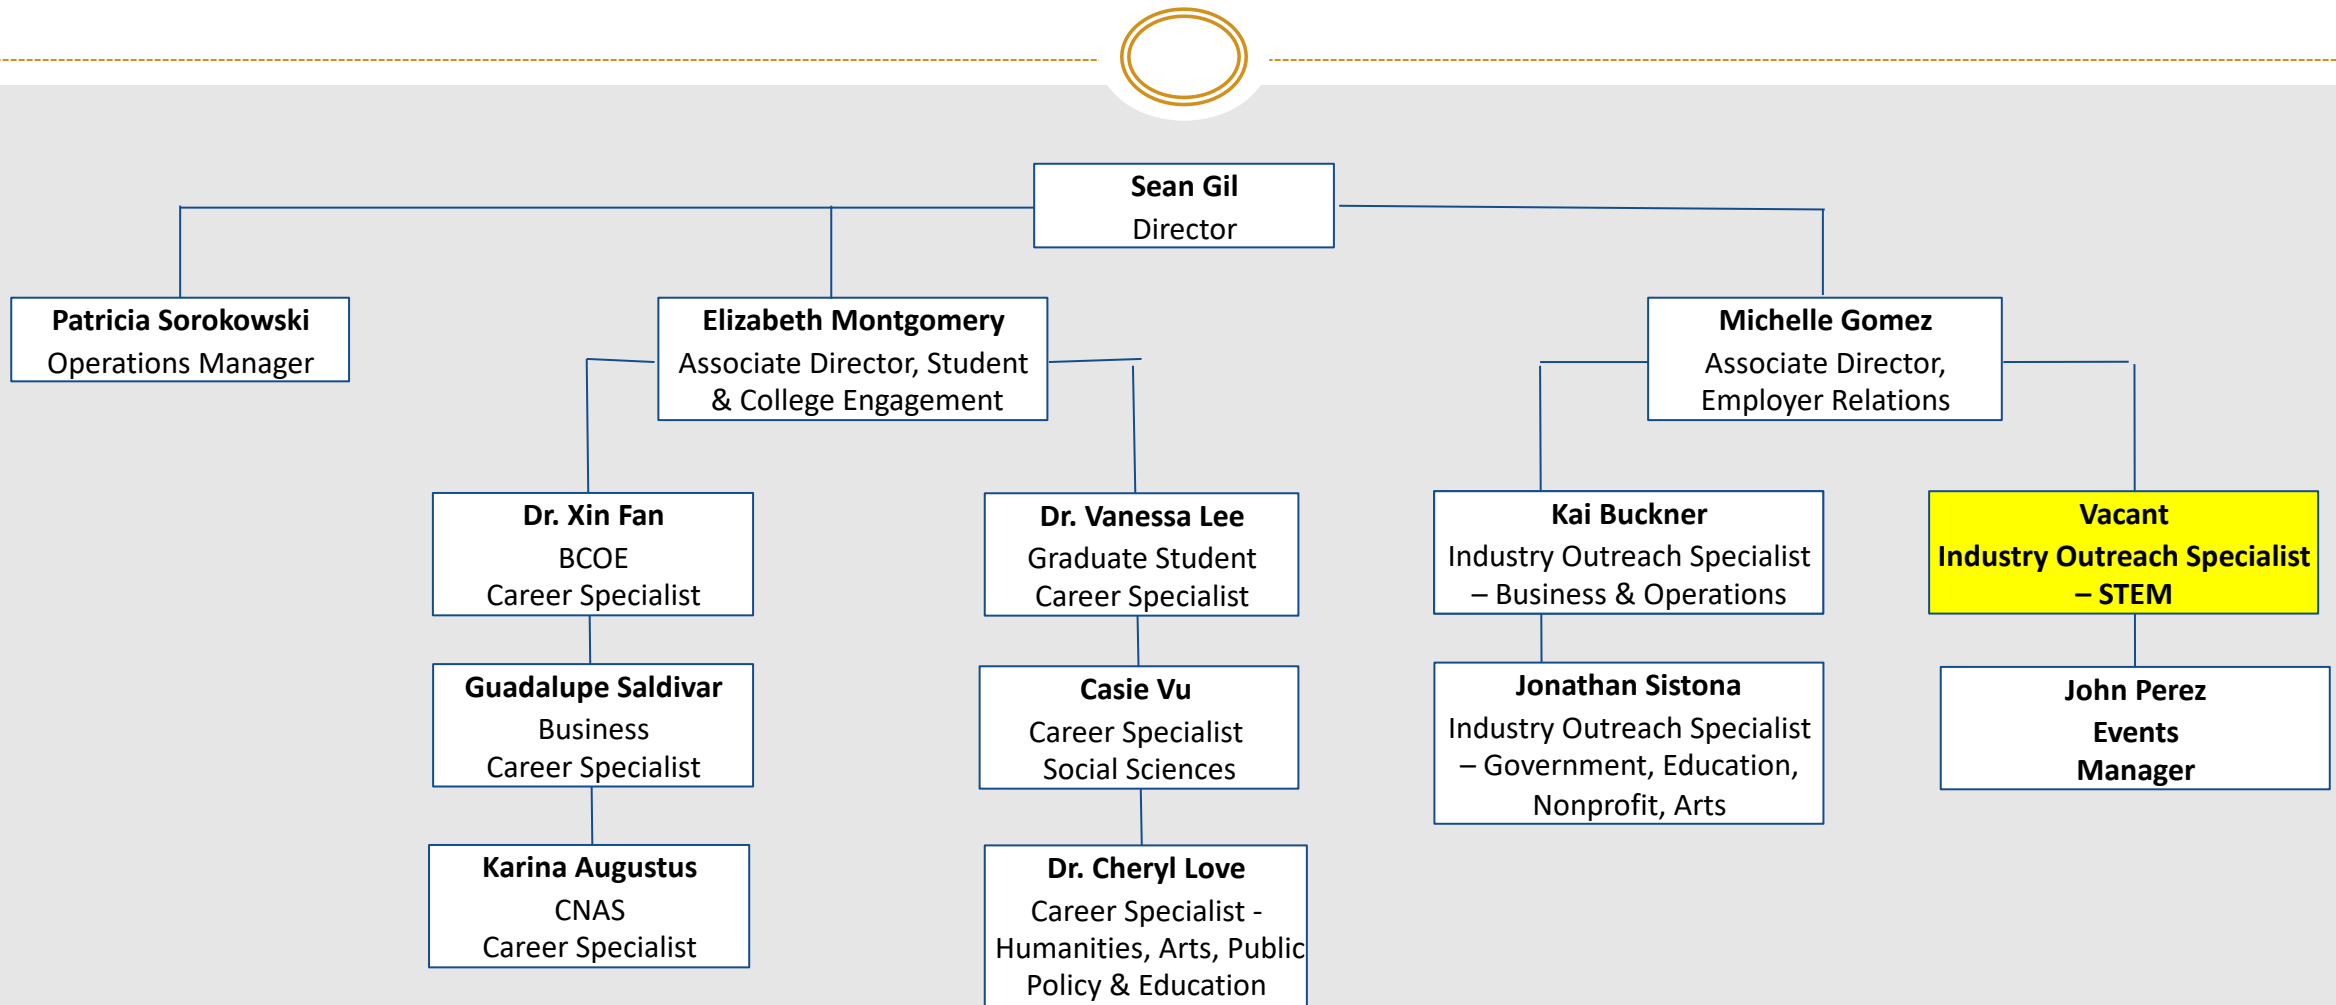 Sean Gil
Director
Patricia Sorokowski
Operations Manager
Elizabeth Montgomery
Associate Director, Student
& College Engagement
Michelle Gomez
Associate Director,
Employer Relations
Dr. Xin Fan
BCOE
Career Specialist
Dr. Vanessa Lee
Graduate Student
Career Specialist
Kai Buckner
Industry Outreach Specialist
– Business & Operations
Vacant
Industry Outreach Specialist
– STEM
Guadalupe Saldivar
Business
Career Specialist
Casie Vu
Career Specialist
Social Sciences
Jonathan Sistona
Industry Outreach Specialist
– Government, Education,
Nonprofit, Arts
John Perez
Events
Manager
Karina Augustus
CNAS
Career Specialist
Dr. Cheryl Love
Career Specialist -
Humanities, Arts, Public
Policy & Education